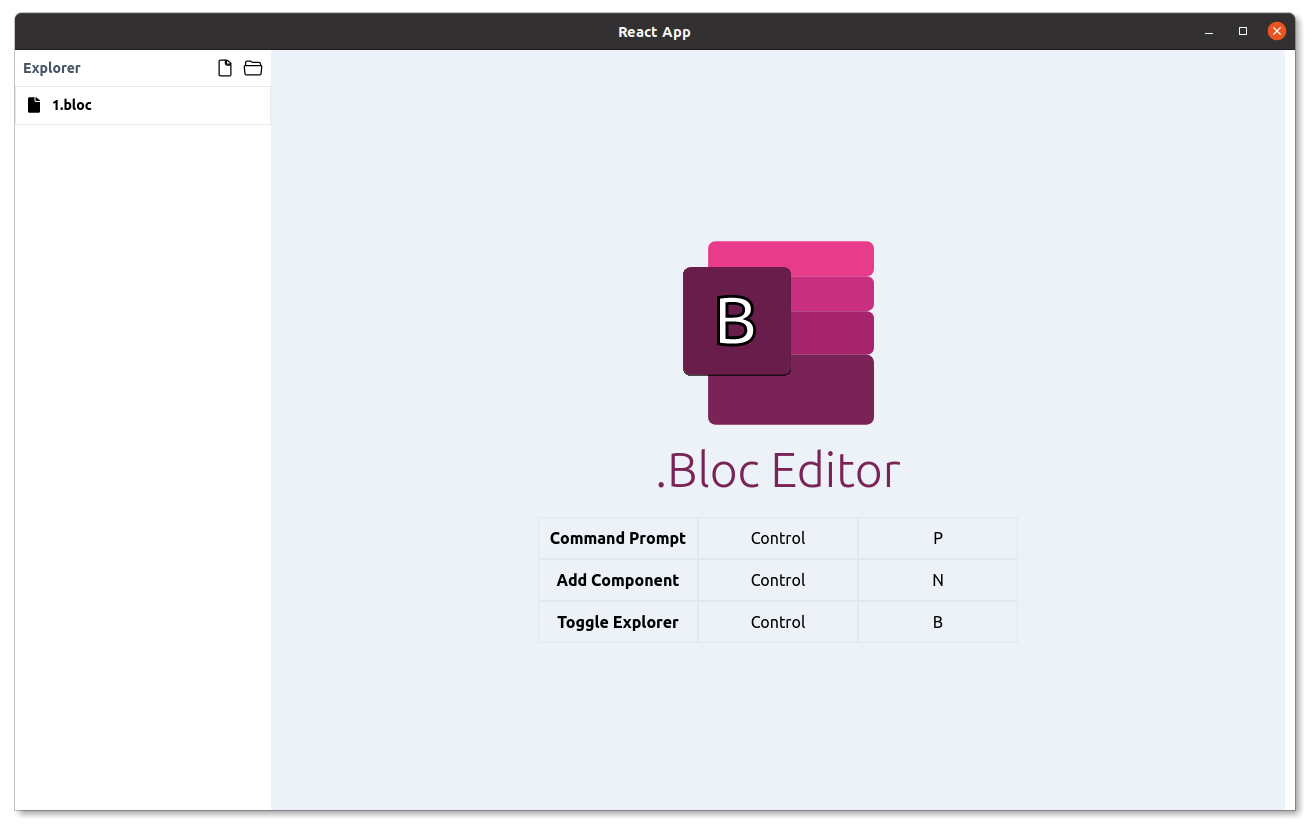 React App
Explorer
1.bloc
B
.Bloc Editor
Command Prompt Control P
Add Component Control N
Toggle Explorer Control B